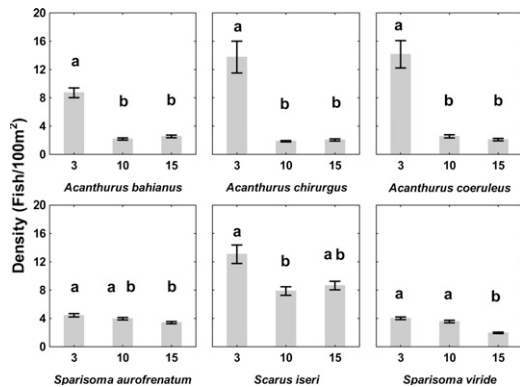 Density (Fish/100m²)
20
16
12
8
4
0
a
b
b
3
10
15
Acanthurus bahianus
a
b
b
3
10
15
Acanthurus chirurgus
a
b
b
3
10
15
Acanthurus coeruleus
20
16
12
8
4
0
a
a b
b
3
10
15
Sparisoma aurofrenatum
a
b
a b
3
10
15
Scarus iseri
a
a
b
3
10
15
Sparisoma viride